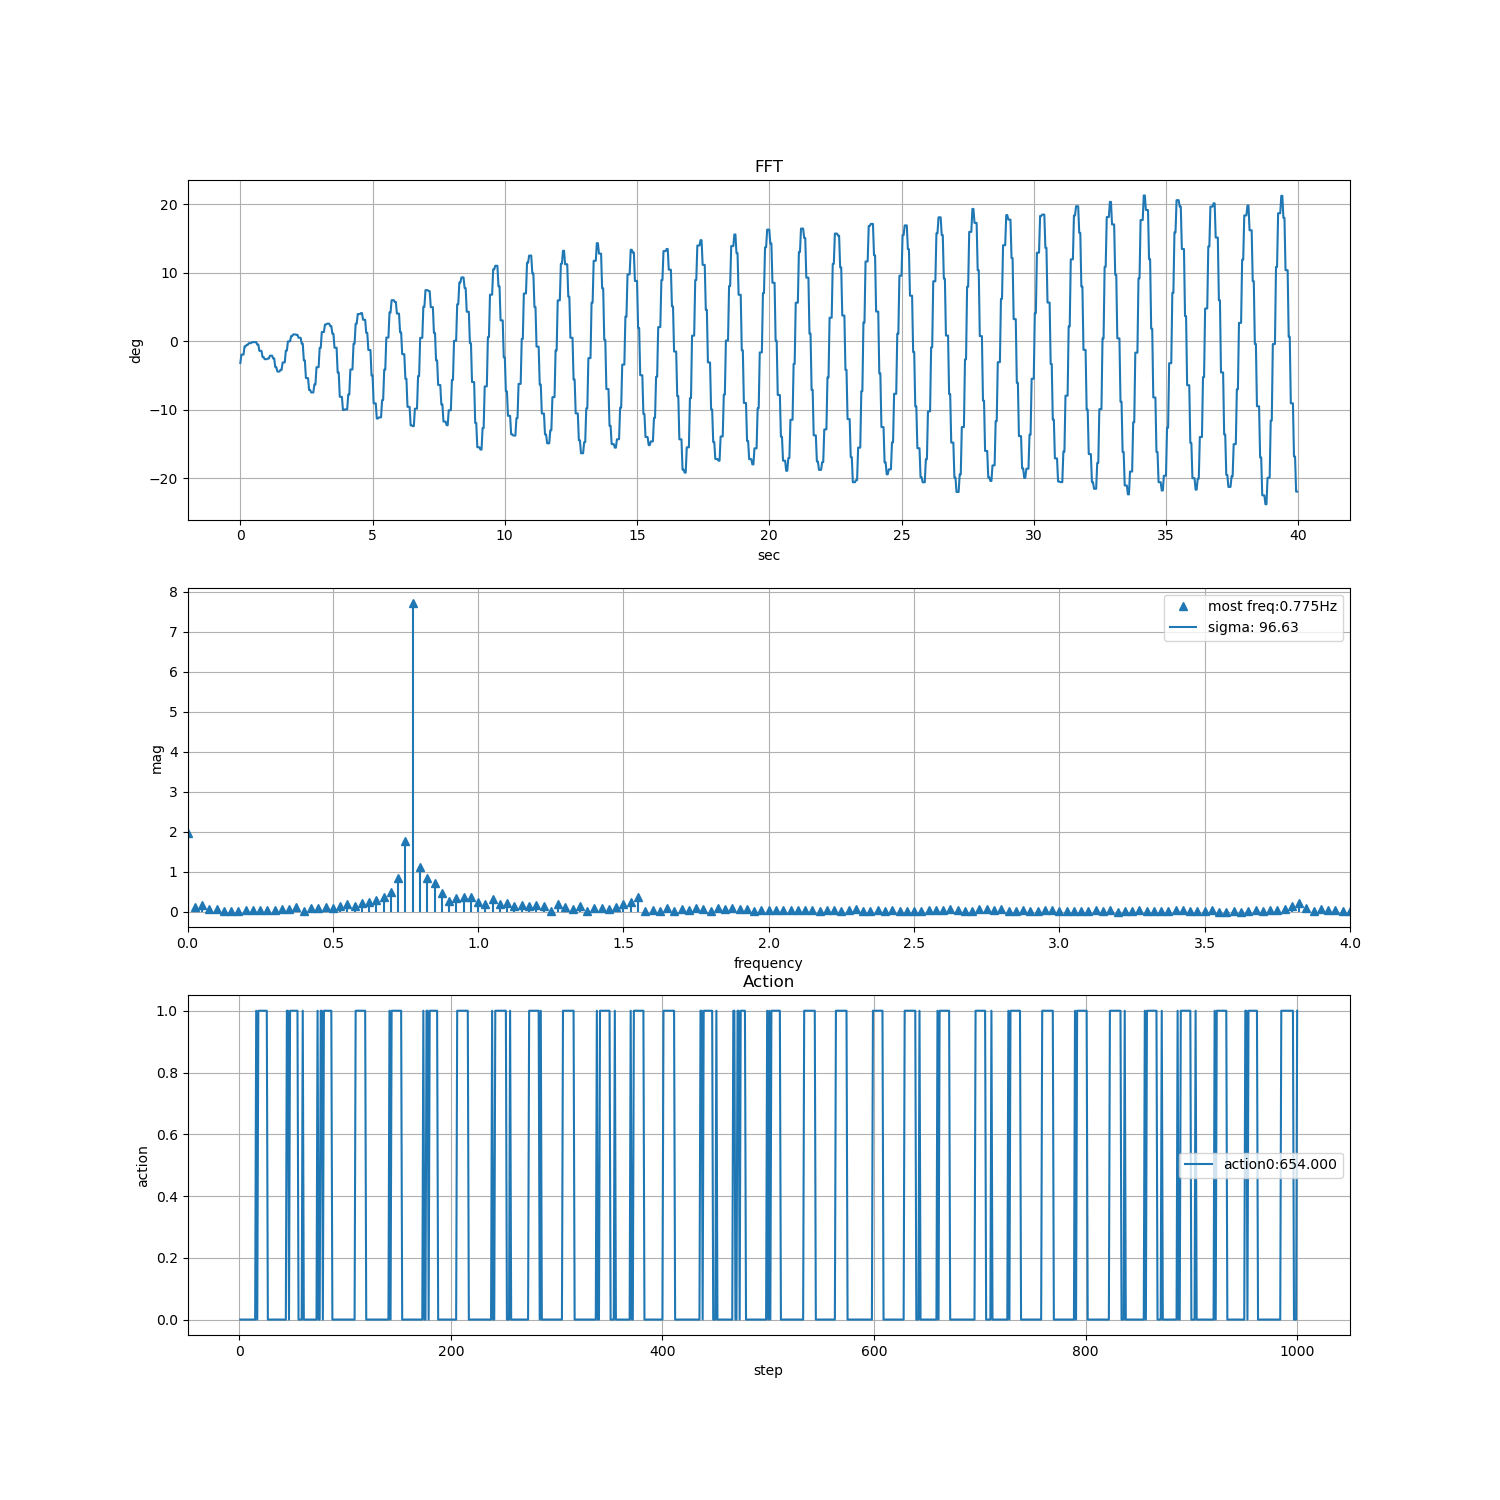 FFT
20
10
0
−10
−20
deg
0 5 10 15 20 25 30 35 40
sec
8
7
6
5
4
3
2
1
0
mag
most freq:0.775Hz
sigma: 96.63
0.0 0.5 1.0 1.5 2.0 2.5 3.0 3.5 4.0
frequency
Action
1.0
0.8
0.6
0.4
0.2
0.0
action
action0:654.000
0 200 400 600 800 1000
step